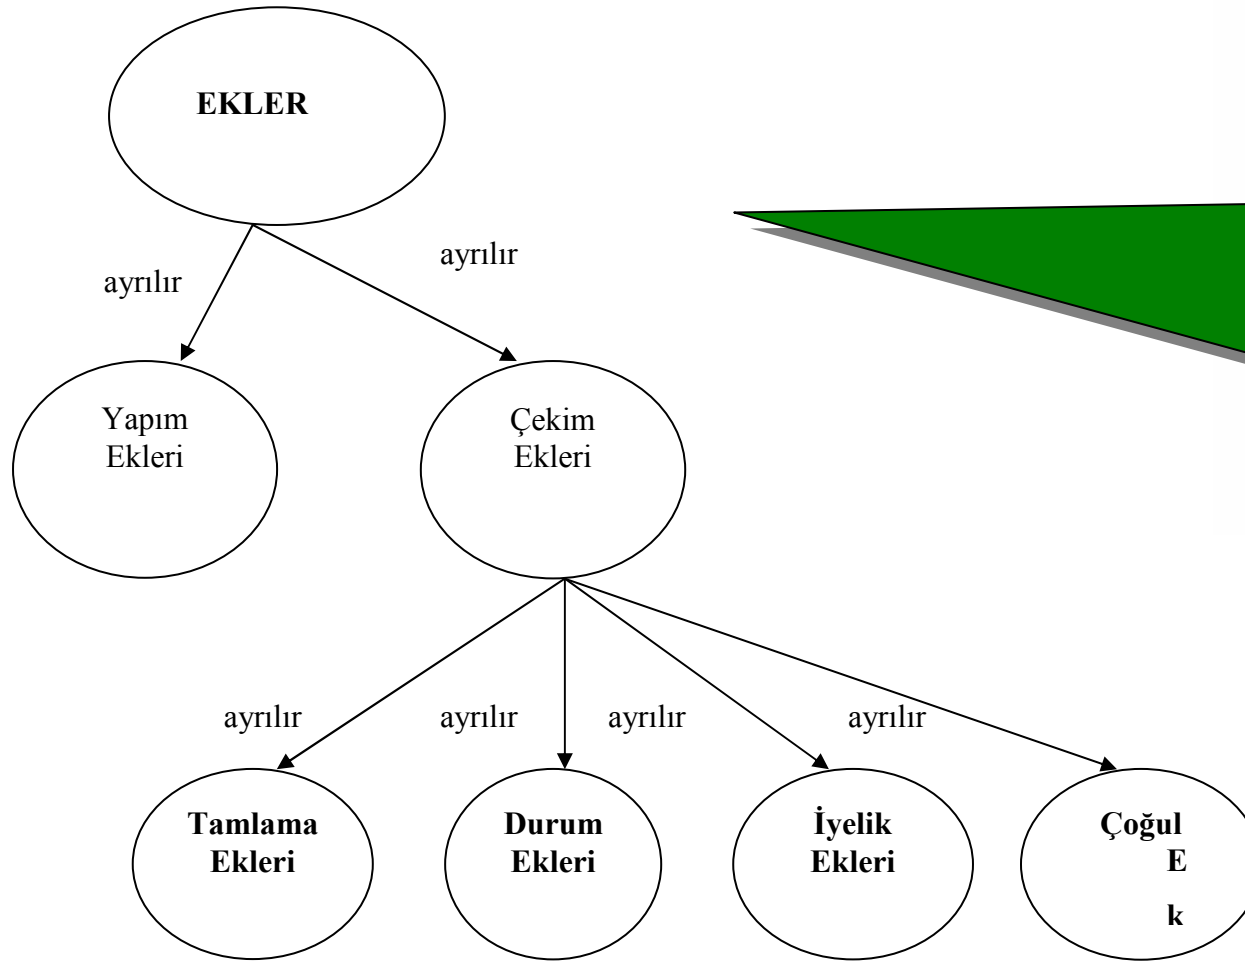 EKLER
ayrılır
ayrılır
Yapım
Ekleri
Çekim
Ekleri
ayrılır
ayrılır
ayrılır
ayrılır
Tamlama
Ekleri
Durum
Ekleri
İyelik
Ekleri
Çoğul
E
k